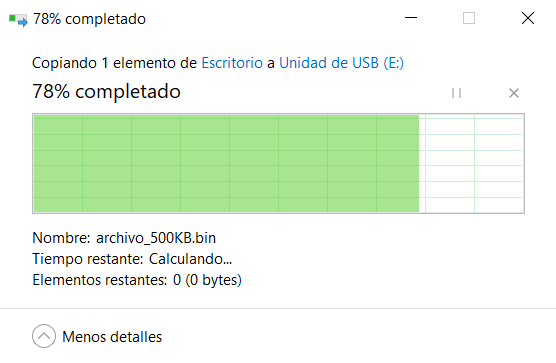 78% completado
Copiando 1 elemento de Escritorio a Unidad de USB (E:)
78% completado
Nombre: archivo_500KB.bin
Tiempo restante: Calculando...
Elementos restantes: 0 (0 bytes)
Menos detalles